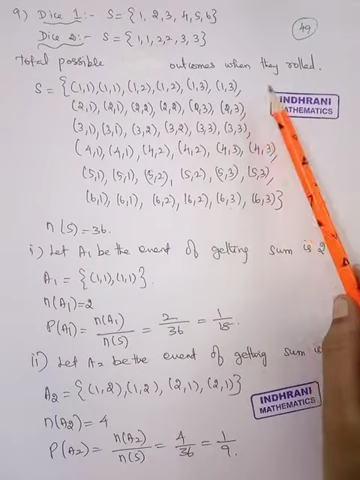 9) Dice 1 :- S = {1, 2, 3, 4, 5, 6}
Dice 2 :- S = {1, 1, 2, 2, 3, 3}
49
Total possible outcomes when they rolled.
S = {(1,1), (1,1), (1,2), (1,2), (1,3), (1,3),
(2,1), (2,1), (2,2), (2,2), (2,3), (2,3),
(3,1), (3,1), (3,2), (3,2), (3,3), (3,3),
(4,1), (4,1), (4,2), (4,2), (4,3), (4,3),
(5,1), (5,1), (5,2), (5,2), (5,3), (5,3),
(6,1), (6,1), (6,2), (6,2), (6,3), (6,3)}
INDHRANI
MATHEMATICS
n(S) = 36.
i) Let A₁ be the event of getting sum is 2
A₁ = {(1,1), (1,1)}.
n(A₁) = 2
P(A₁) = n(A₁)/n(S) = 2/36 = 1/18.
ii) Let A₂ be the event of getting sum is
A₂ = {(1,2), (1,2), (2,1), (2,1)}
n(A₂) = 4
P(A₂) = n(A₂)/n(S) = 4/36 = 1/9.
INDHRANI
MATHEMATICS